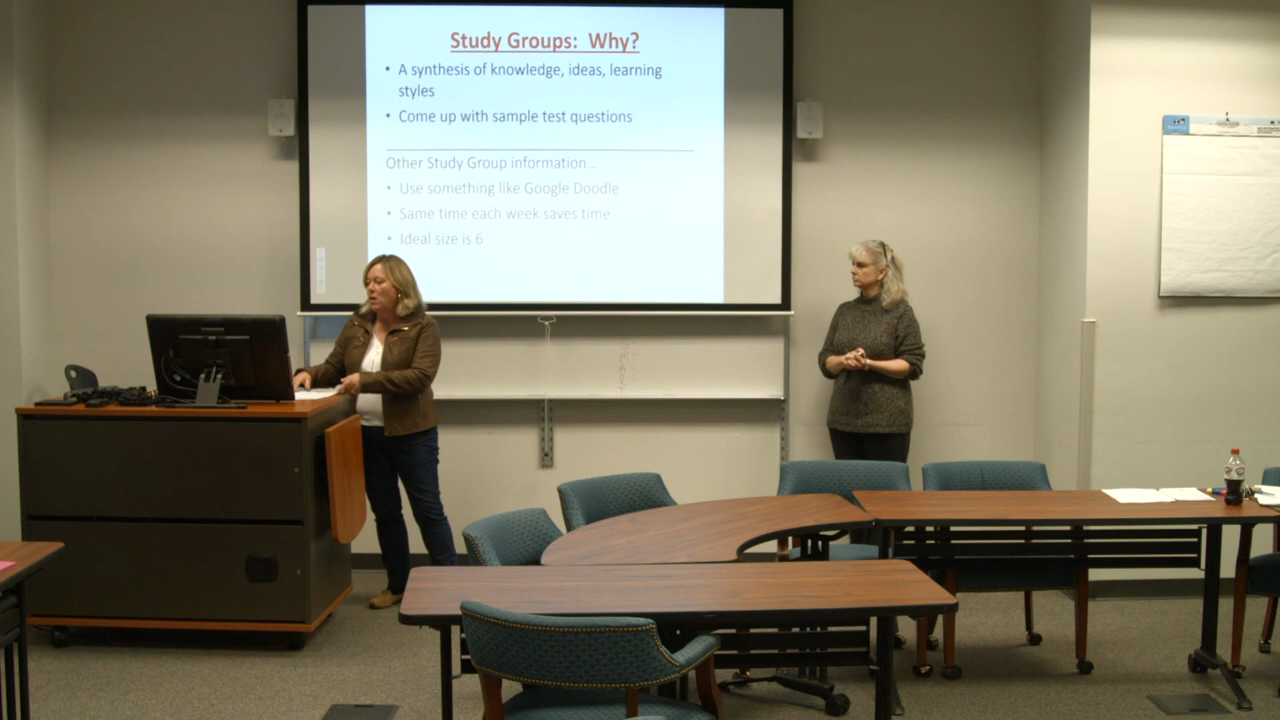 Study Groups: Why?
• A synthesis of knowledge, ideas, learning
styles
• Come up with sample test questions
Other Study Group information...
• Use something like Google Doodle
• Same time each week saves time
• Ideal size is 6